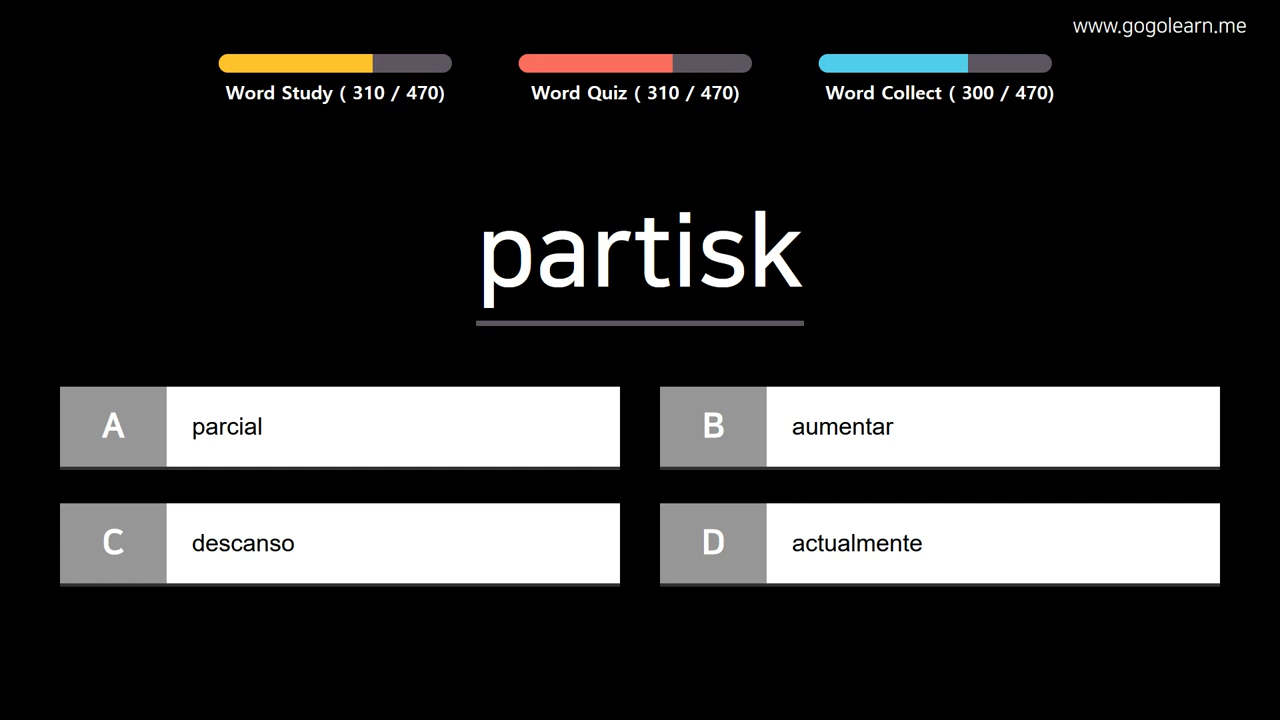 www.gogolearn.me
Word Study ( 310 / 470)
Word Quiz ( 310 / 470)
Word Collect ( 300 / 470)
partisk
A parcial
B aumentar
C descanso
D actualmente